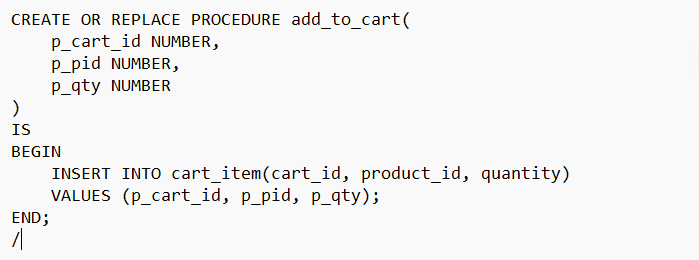 CREATE OR REPLACE PROCEDURE add_to_cart(
    p_cart_id NUMBER,
    p_pid NUMBER,
    p_qty NUMBER
)
IS
BEGIN
    INSERT INTO cart_item(cart_id, product_id, quantity)
    VALUES (p_cart_id, p_pid, p_qty);
END;
/